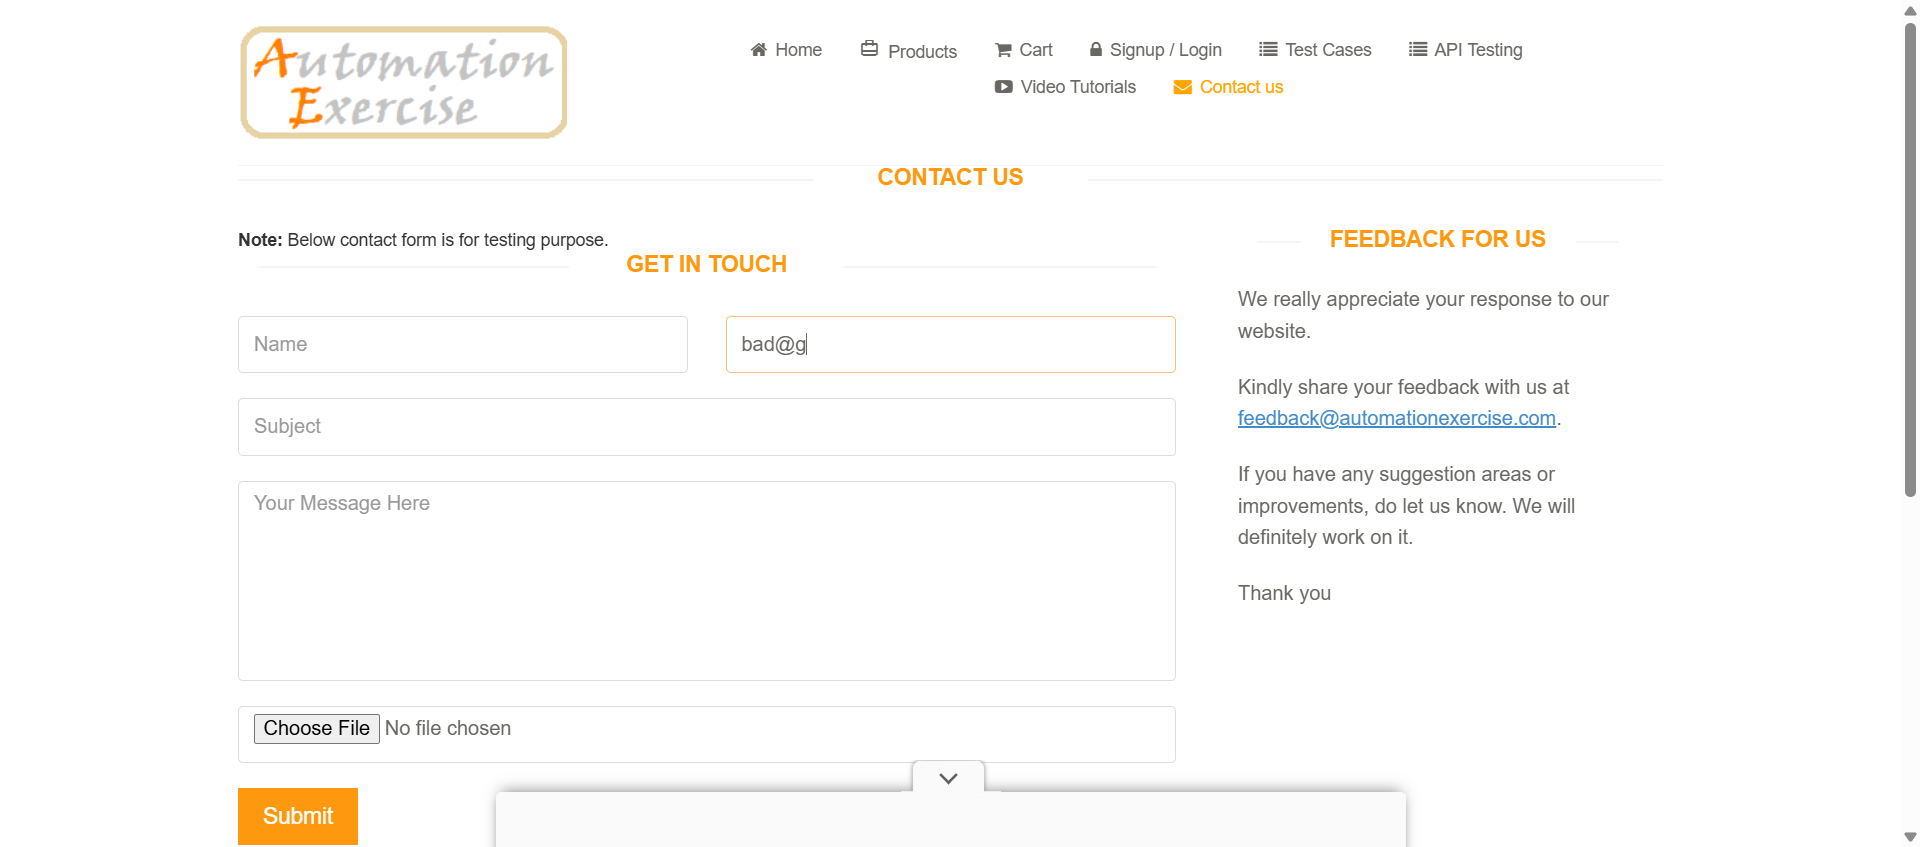 Automation
Exercise
Home
Products
Cart
Signup / Login
Test Cases
API Testing
Video Tutorials
Contact us
CONTACT US
Note: Below contact form is for testing purpose.
GET IN TOUCH
Name
bad@g
Subject
Your Message Here
Choose File No file chosen
Submit
FEEDBACK FOR US
We really appreciate your response to our
website.
Kindly share your feedback with us at
feedback@automationexercise.com.
If you have any suggestion areas or
improvements, do let us know. We will
definitely work on it.
Thank you